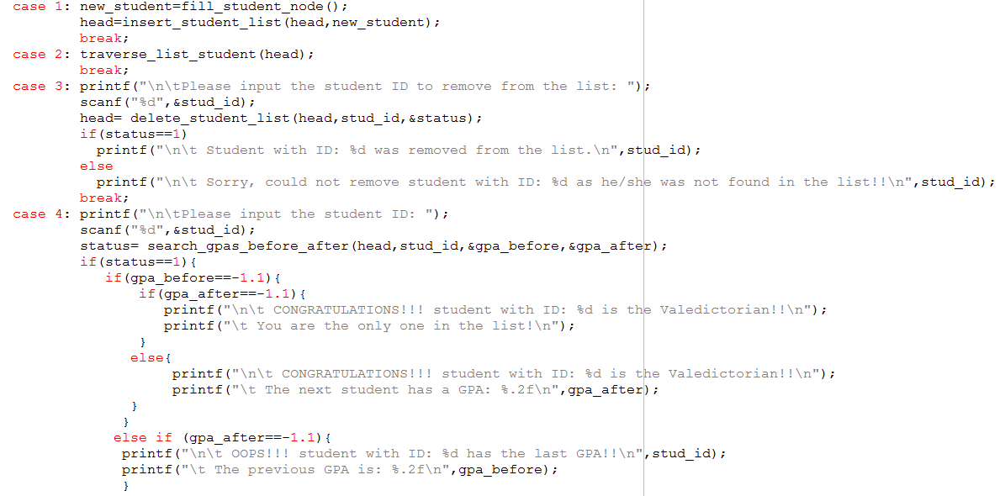 case 1: new_student=fill_student_node();
head=insert_student_list(head,new_student);
break;
case 2: traverse_list_student(head);
break;
case 3: printf("\n\tPlease input the student ID to remove from the list: ");
scanf("%d",&stud_id);
head= delete_student_list(head,stud_id,&status);
if(status==1)
printf("\n\t Student with ID: %d was removed from the list.\n",stud_id);
else
printf("\n\t Sorry, could not remove student with ID: %d as he/she was not found in the list!!\n",stud_id);
break;
case 4: printf("\n\tPlease input the student ID: ");
scanf("%d",&stud_id);
status= search_gpas_before_after(head,stud_id,&gpa_before,&gpa_after);
if(status==1){
if(gpa_before==-1.1){
if(gpa_after==-1.1){
printf("\n\t CONGRATULATIONS!!! student with ID: %d is the Valedictorian!!\n");
printf("\t You are the only one in the list!\n");
}
else{
printf("\n\t CONGRATULATIONS!!! student with ID: %d is the Valedictorian!!\n");
printf("\t The next student has a GPA: %.2f\n",gpa_after);
}
}
else if (gpa_after==-1.1){
printf("\n\t OOPS!!! student with ID: %d has the last GPA!!\n",stud_id);
printf("\t The previous GPA is: %.2f\n",gpa_before);
}